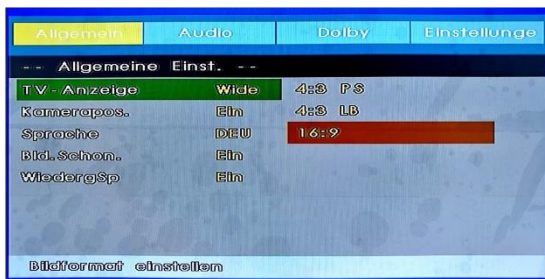 Allgemein Audio Dolby Einstellunge
-- Allgemeine Einst. --
TV-Anzeige Wide 4:3 PS
Kamerapos. Ein 4:3 LB
Sprache DEU 16:9
Bld.Schon. Ein
WiedergSp Ein
Bildformat einstellen